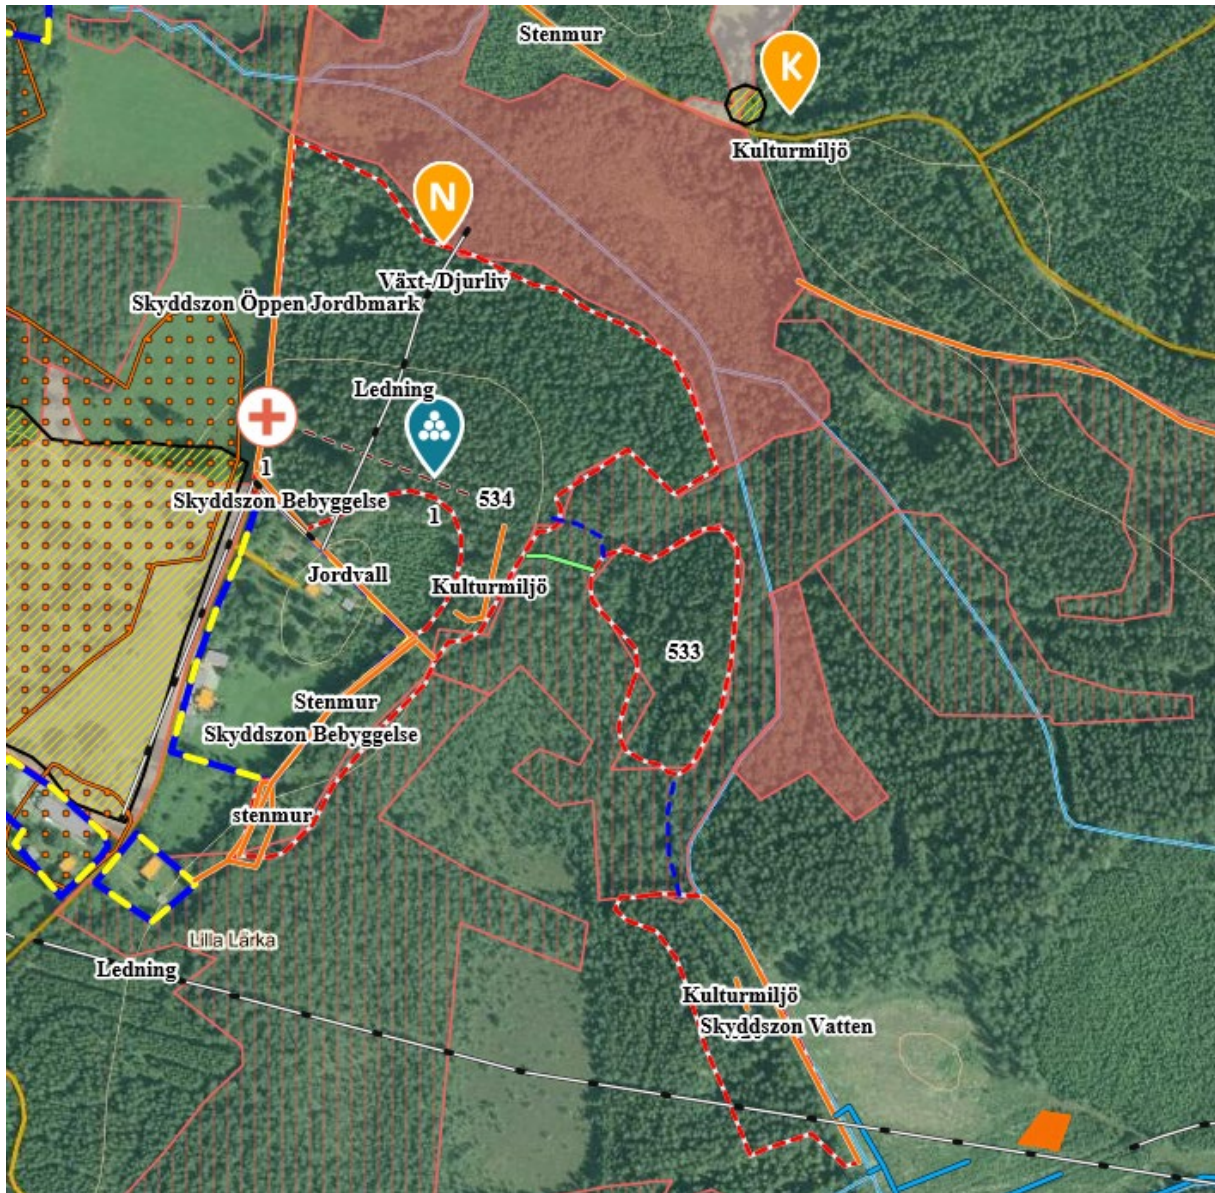 Stenmur
K
Kulturmiljö
N
Växt-/Djurliv
Skyddszon Öppen Jordbmark
Ledning
1
Skyddszon Bebyggelse
534
1
Jordvall
Kulturmiljö
533
Stenmur
Skyddszon Bebyggelse
stenmur
Lilla Lärka
Ledning
Kulturmiljö
Skyddszon Vatten